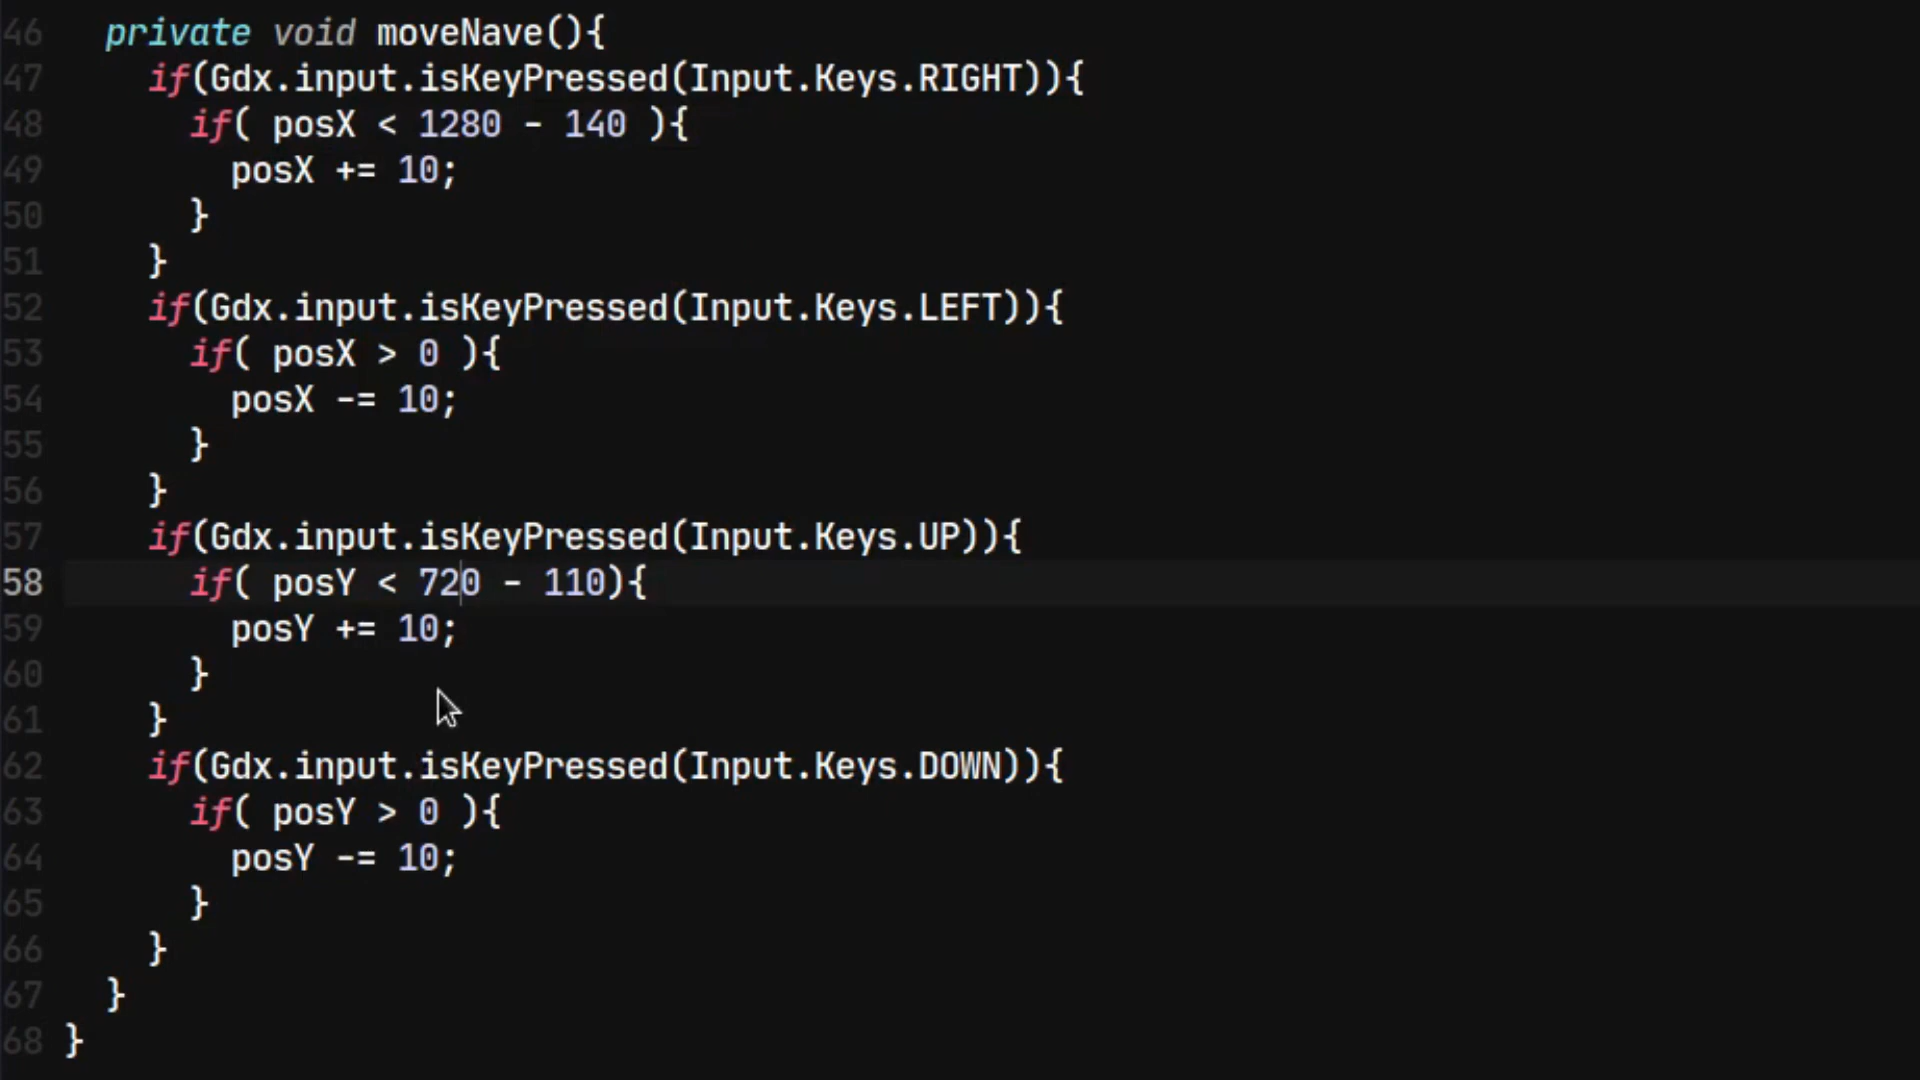 46 private void moveNave(){
47 if(Gdx.input.isKeyPressed(Input.Keys.RIGHT)){
48 if( posX < 1280 - 140 ){
49 posX += 10;
50 }
51 }
52 if(Gdx.input.isKeyPressed(Input.Keys.LEFT)){
53 if( posX > 0 ){
54 posX -= 10;
55 }
56 }
57 if(Gdx.input.isKeyPressed(Input.Keys.UP)){
58 if( posY < 720 - 110){
59 posY += 10;
60 }
61 }
62 if(Gdx.input.isKeyPressed(Input.Keys.DOWN)){
63 if( posY > 0 ){
64 posY -= 10;
65 }
66 }
67 }
68 }